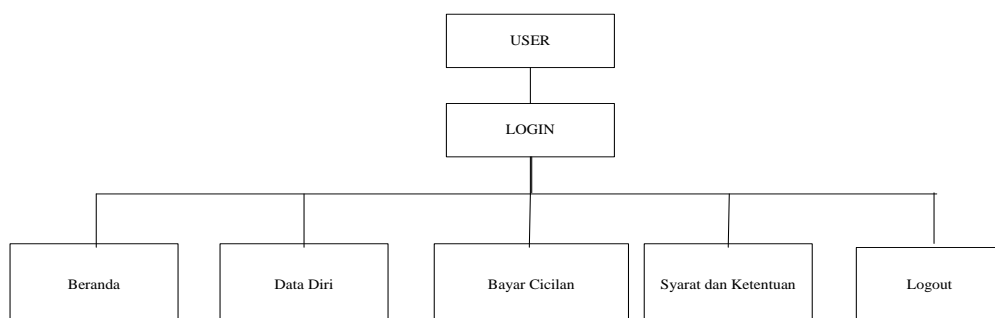 USER
LOGIN
Beranda
Data Diri
Bayar Cicilan
Syarat dan Ketentuan
Logout